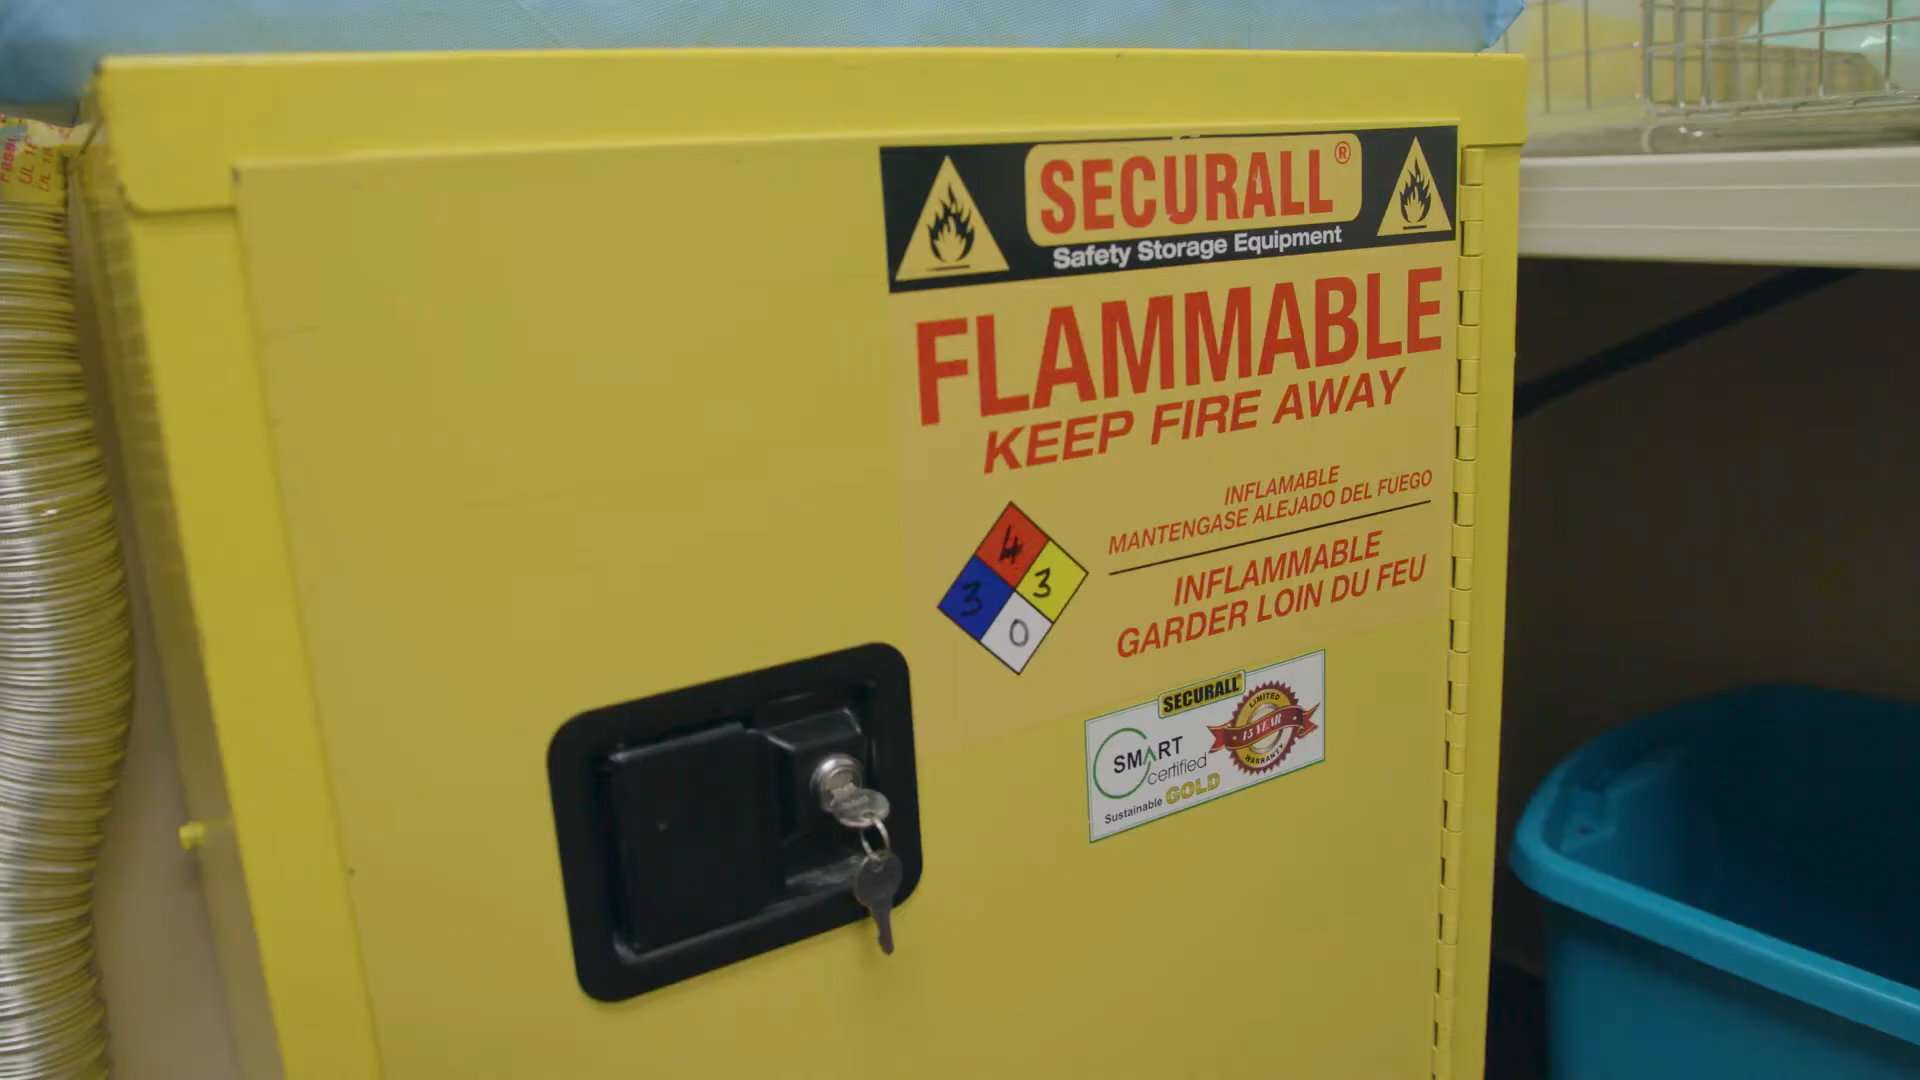 SECURALL®
Safety Storage Equipment
FLAMMABLE
KEEP FIRE AWAY
INFLAMABLE
MANTENGASE ALEJADO DEL FUEGO
INFLAMMABLE
GARDER LOIN DU FEU
4
3
3
0
SECURALL
SMART
certified
Sustainable GOLD
LIMITED
15 YEAR
WARRANTY